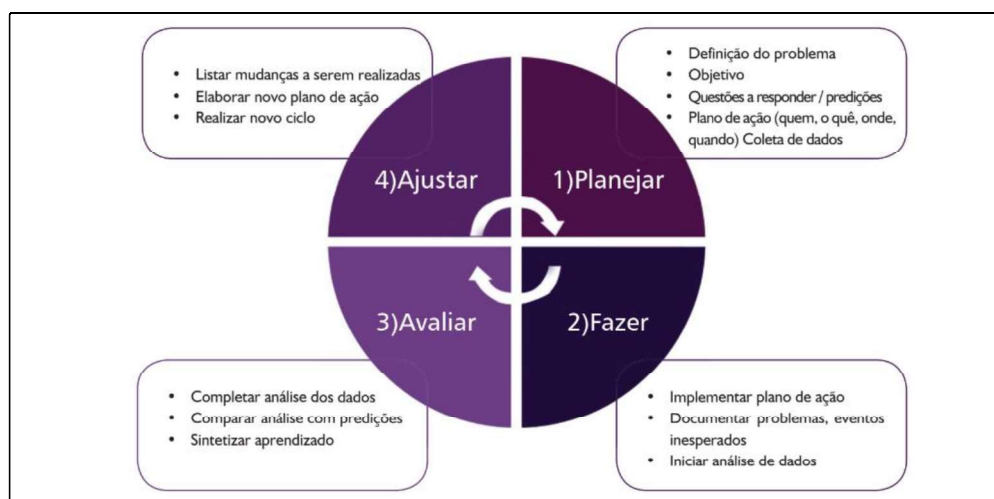 • Listar mudanças a serem realizadas
• Elaborar novo plano de ação
• Realizar novo ciclo
• Definição do problema
• Objetivo
• Questões a responder / predições
• Plano de ação (quem, o quê, onde,
quando) Coleta de dados
4)Ajustar
1)Planejar
3)Avaliar
2)Fazer
• Completar análise dos dados
• Comparar análise com predições
• Sintetizar aprendizado
• Implementar plano de ação
• Documentar problemas, eventos
inesperados
• Iniciar análise de dados